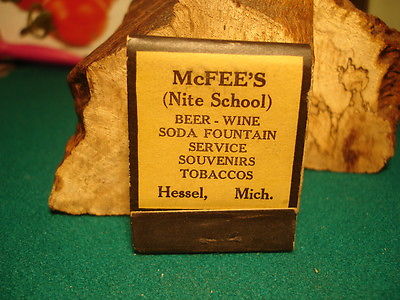 McFEE'S
(Nite School)
BEER - WINE
SODA FOUNTAIN
SERVICE
SOUVENIRS
TOBACCOS
Hessel, Mich.